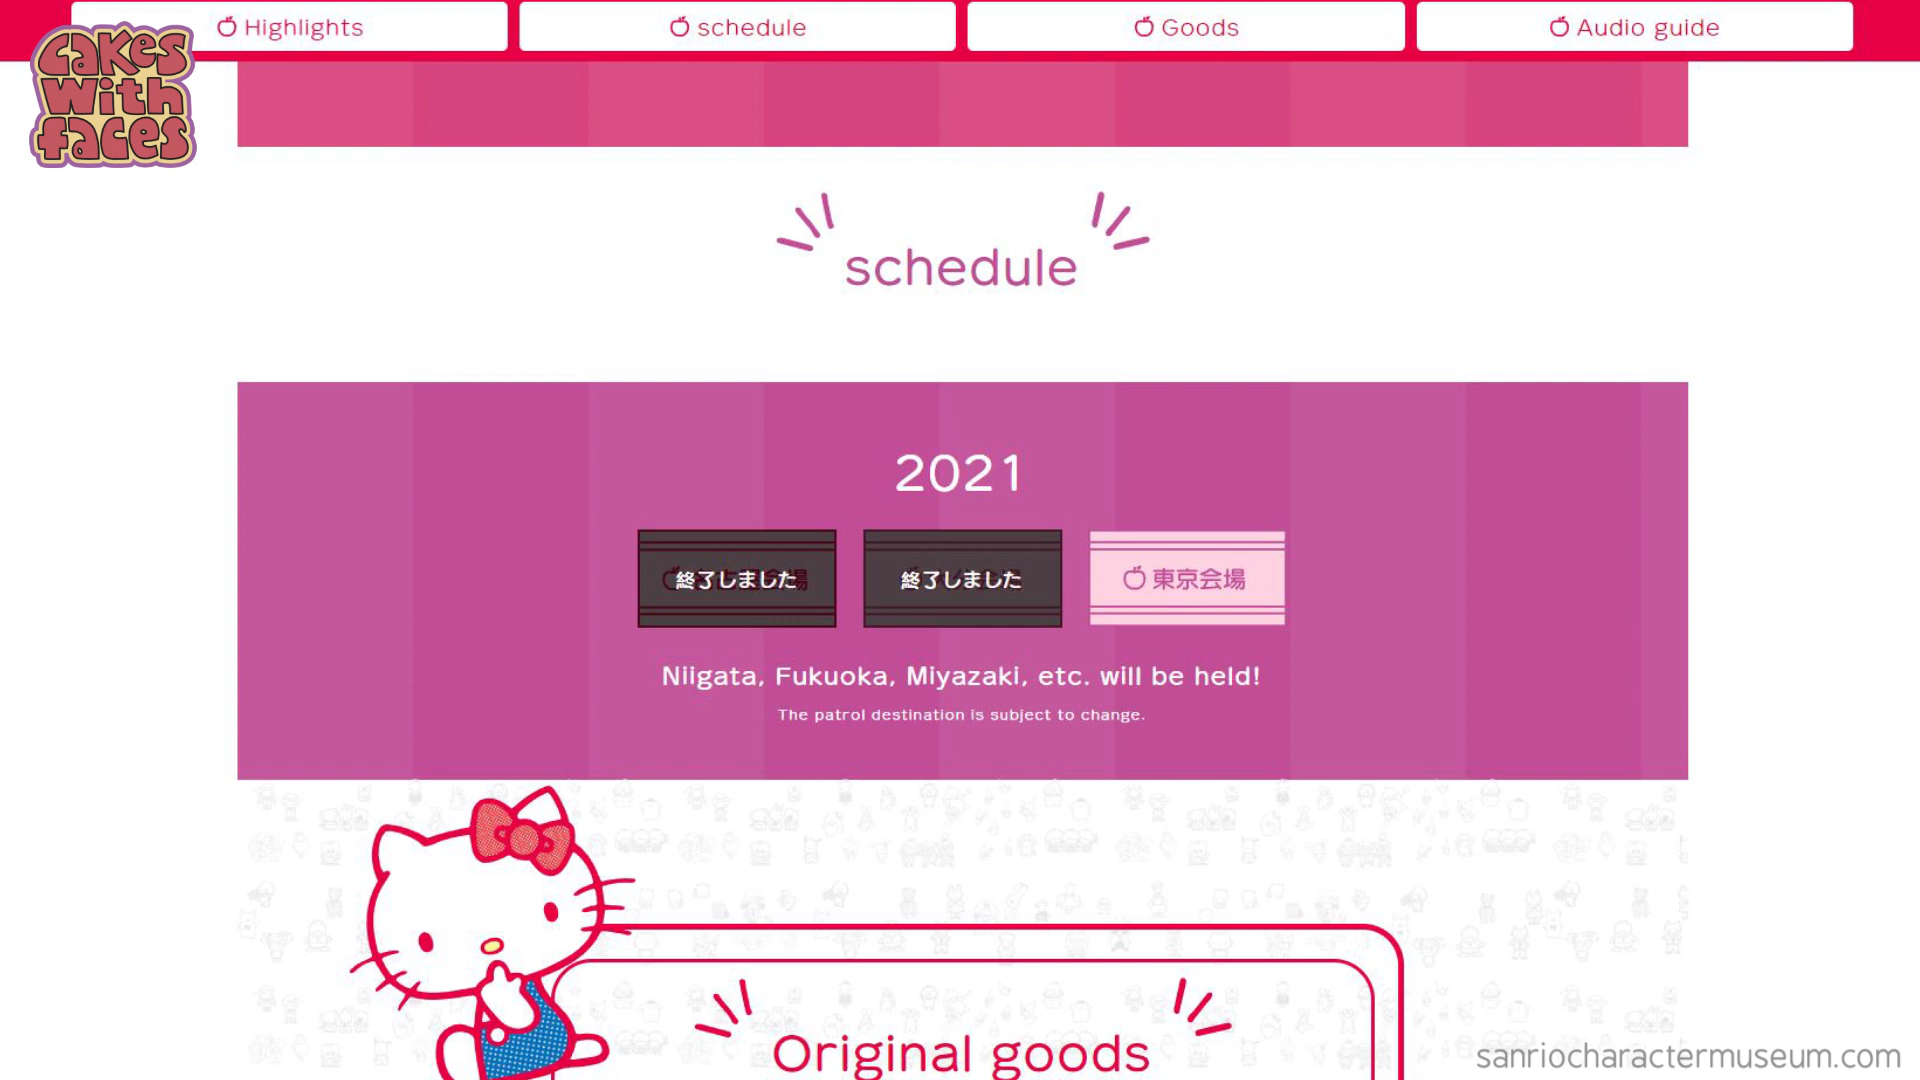 Highlights
schedule
Goods
Audio guide
Cakes
With
faces
schedule
2021
終了しました
終了しました
東京会場
Niigata, Fukuoka, Miyazaki, etc. will be held!
The patrol destination is subject to change.
Original goods
sanriocharactermuseum.com